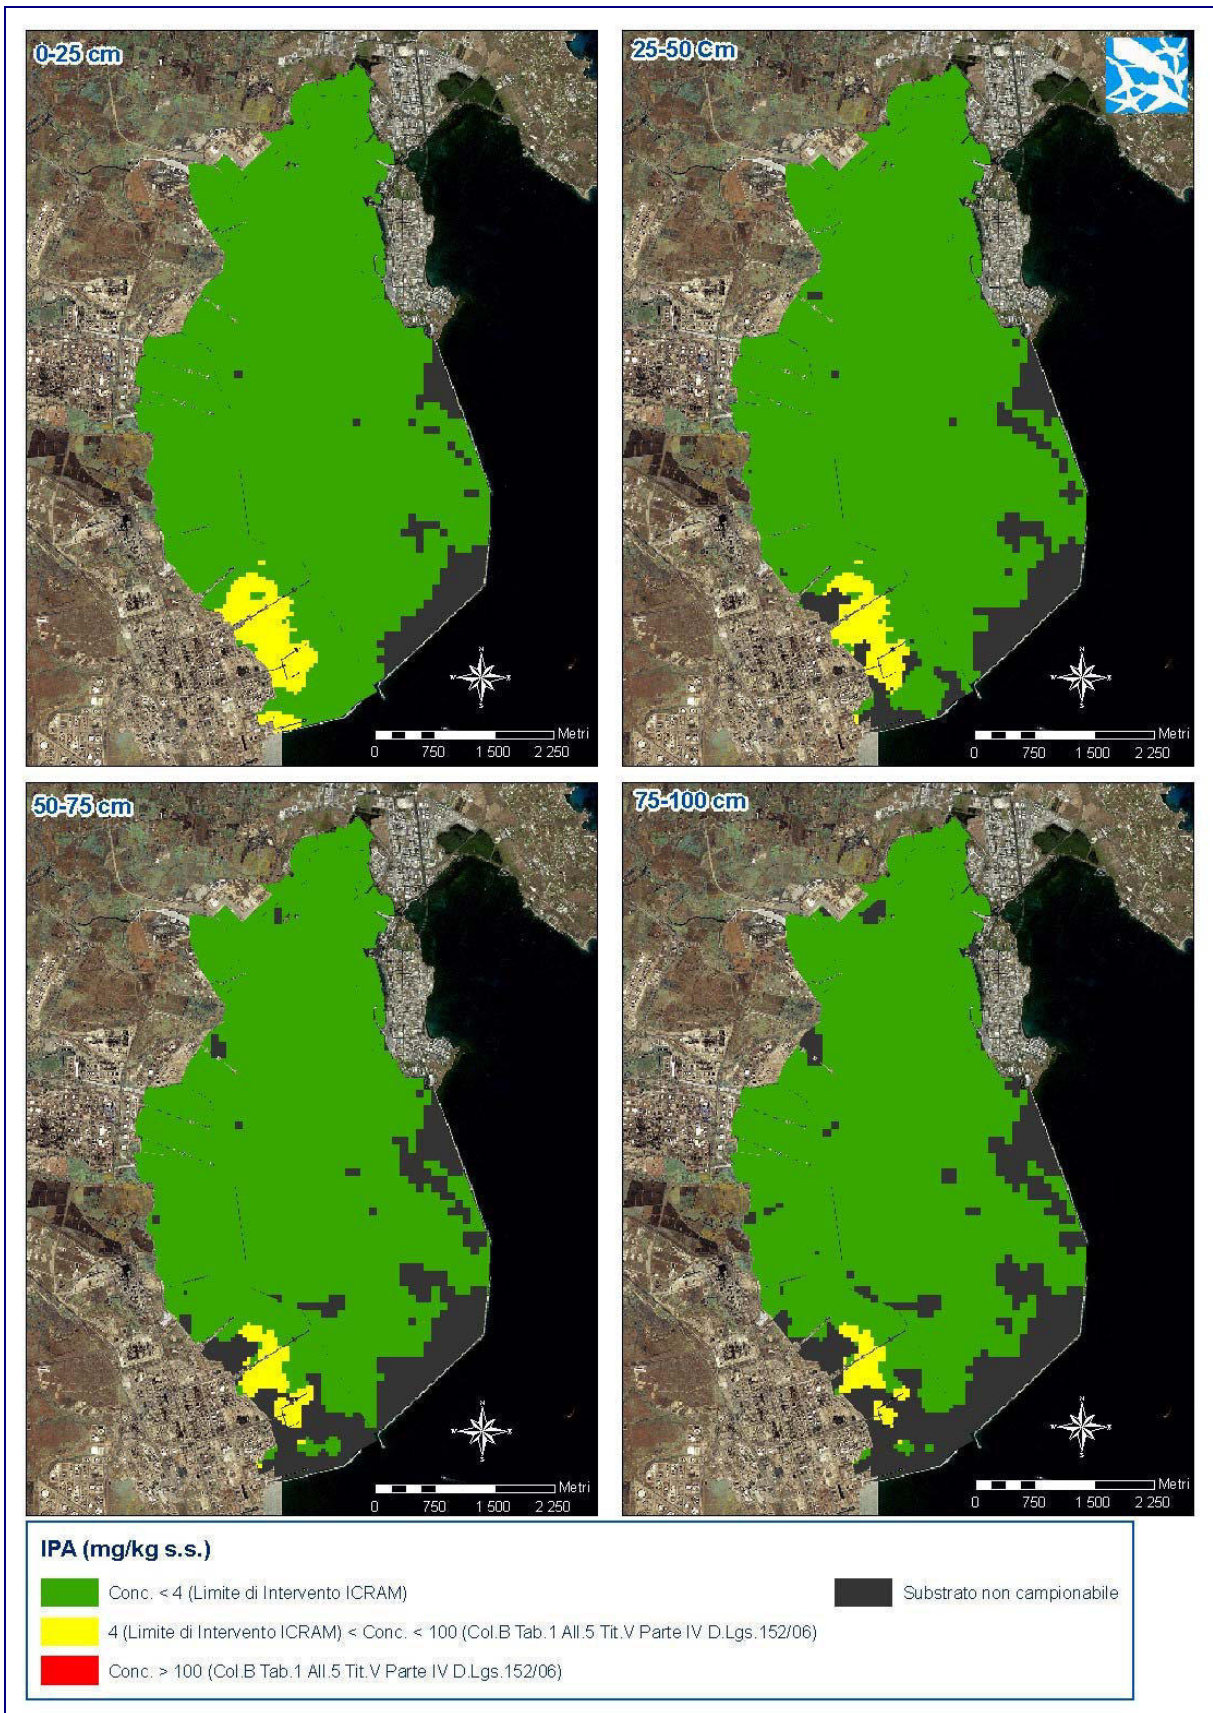 0-25 cm
25-50 Cm
N
W E
S
Metri
0 750 1 500 2 250
N
W E
S
Metri
0 750 1 500 2 250
50-75 cm
75-100 cm
N
W E
S
Metri
0 750 1 500 2 250
N
W E
S
Metri
0 750 1 500 2 250
IPA (mg/kg s.s.)
Conc. < 4 (Limite di Intervento ICRAM)
Substrato non campionabile
4 (Limite di Intervento ICRAM) < Conc. < 100 (Col.B Tab.1 All.5 Tit.V Parte IV D.Lgs.152/06)
Conc. > 100 (Col.B Tab.1 All.5 Tit.V Parte IV D.Lgs.152/06)